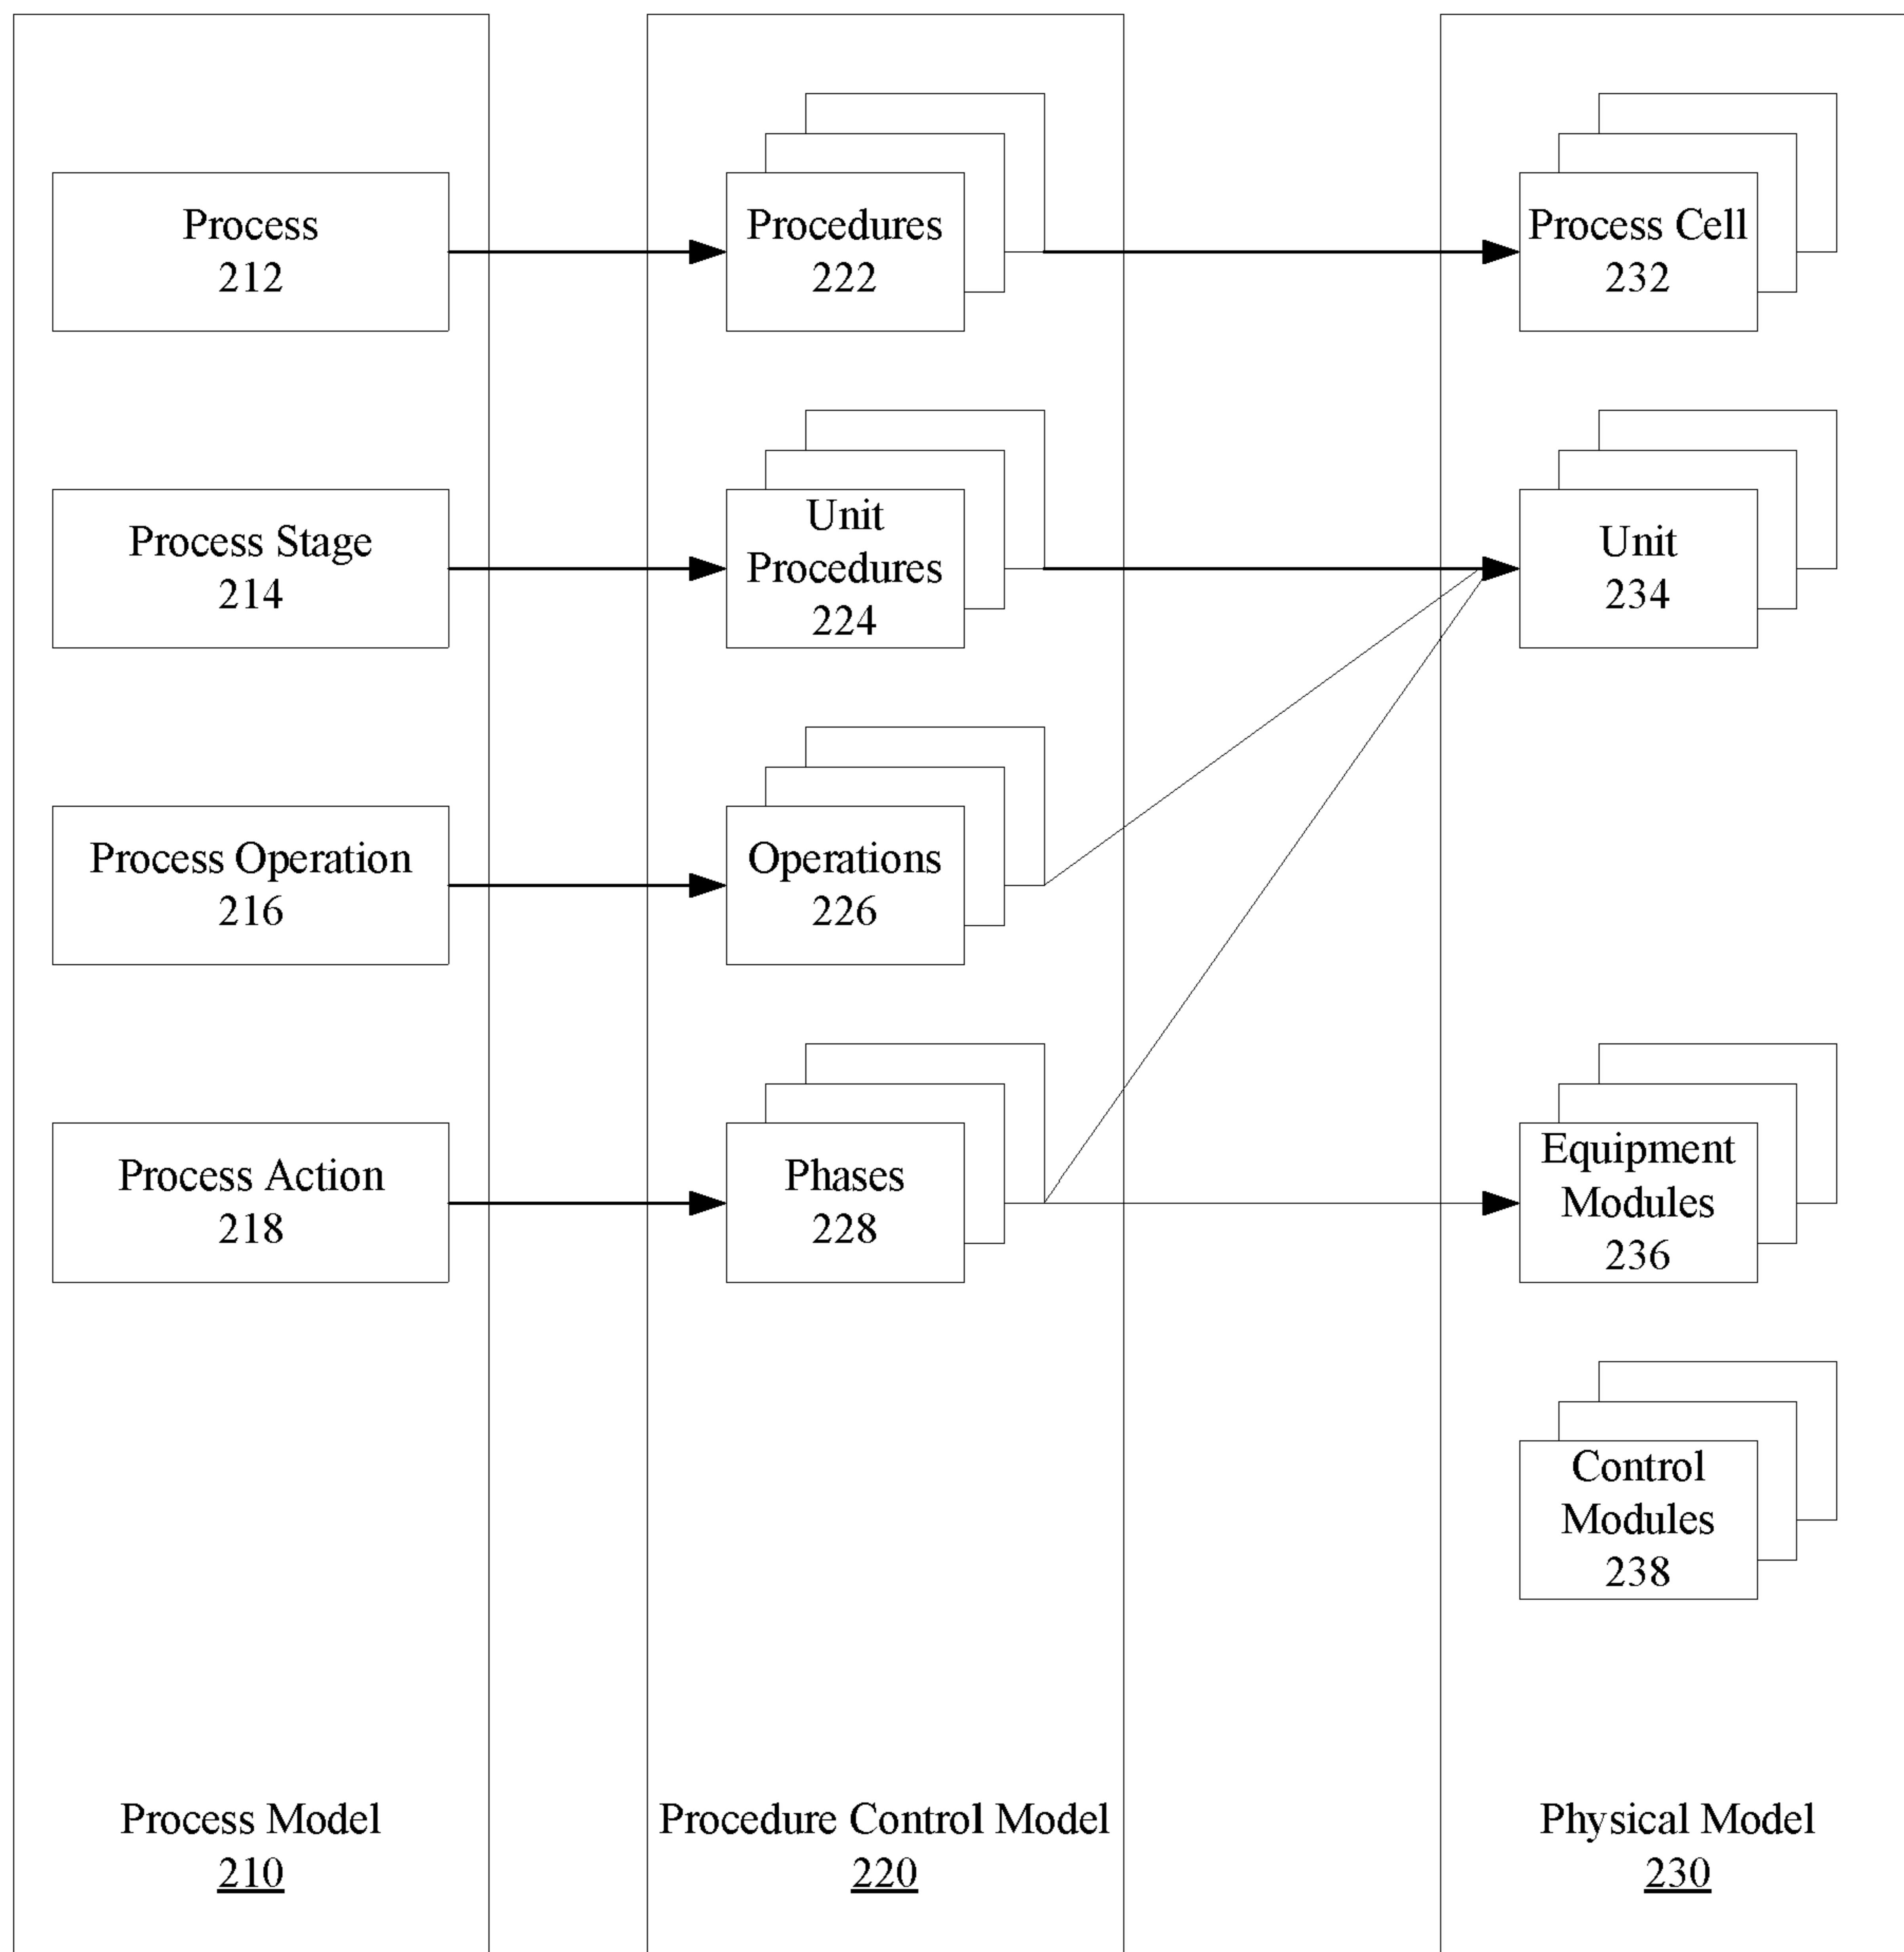 Process
212
Procedures
222
Process Cell
232
Process Stage
214
Unit
Procedures
224
Unit
234
Process Operation
216
Operations
226
Process Action
218
Phases
228
Equipment
Modules
236
Control
Modules
238
Process Model
210
Procedure Control Model
220
Physical Model
230